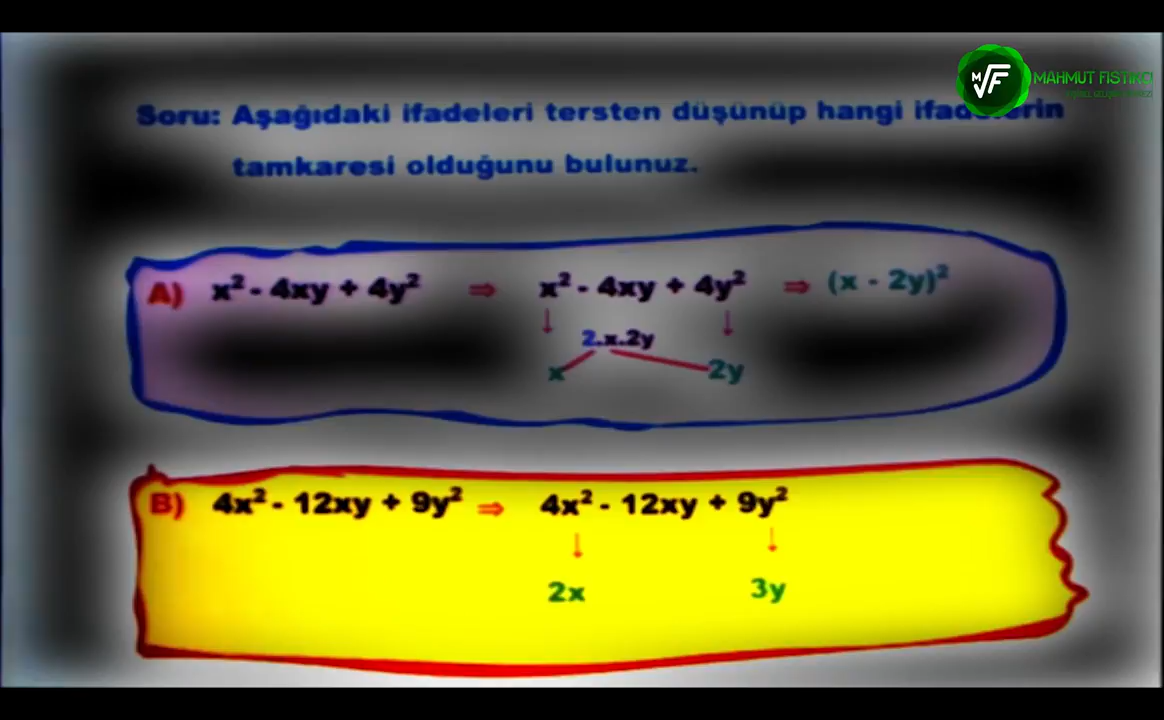 MAHMUT FISTIKÇI
Soru: Aşağıdaki ifadeleri tersten düşünüp hangi ifadelerin
tamkaresi olduğunu bulunuz.
A) x² - 4xy + 4y² ⇒ x² - 4xy + 4y² ⇒ (x - 2y)²
↓ ↓
2.x.2y
x 2y
B) 4x² - 12xy + 9y² ⇒ 4x² - 12xy + 9y²
↓ ↓
2x 3y